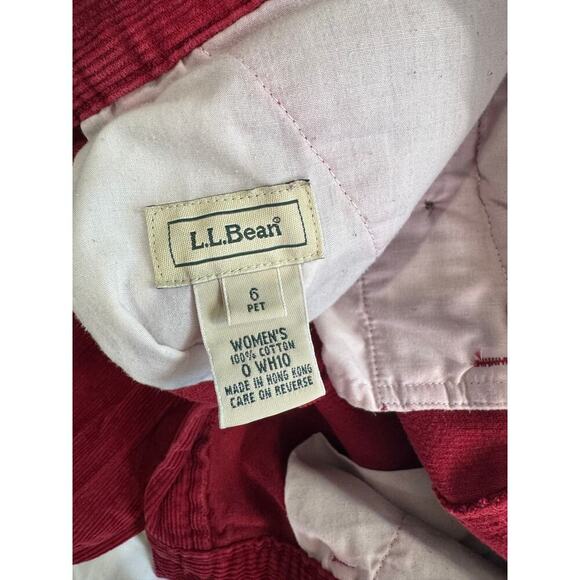 L.L.Bean®
6
PET
WOMEN'S
100% COTTON
0 WH10
MADE IN HONG KONG
CARE ON REVERSE